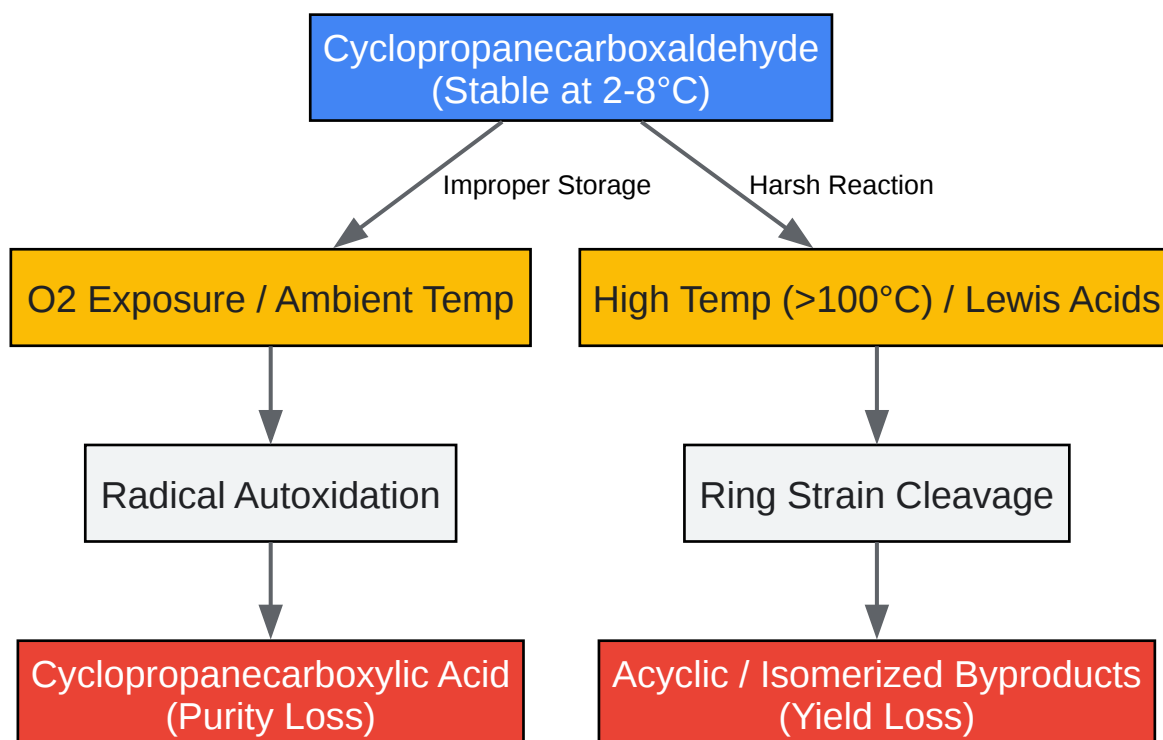 Cyclopropanecarboxaldehyde
(Stable at 2-8°C)
Improper Storage
Harsh Reaction
O2 Exposure / Ambient Temp
High Temp (>100°C) / Lewis Acids
Radical Autoxidation
Ring Strain Cleavage
Cyclopropanecarboxylic Acid
(Purity Loss)
Acyclic / Isomerized Byproducts
(Yield Loss)